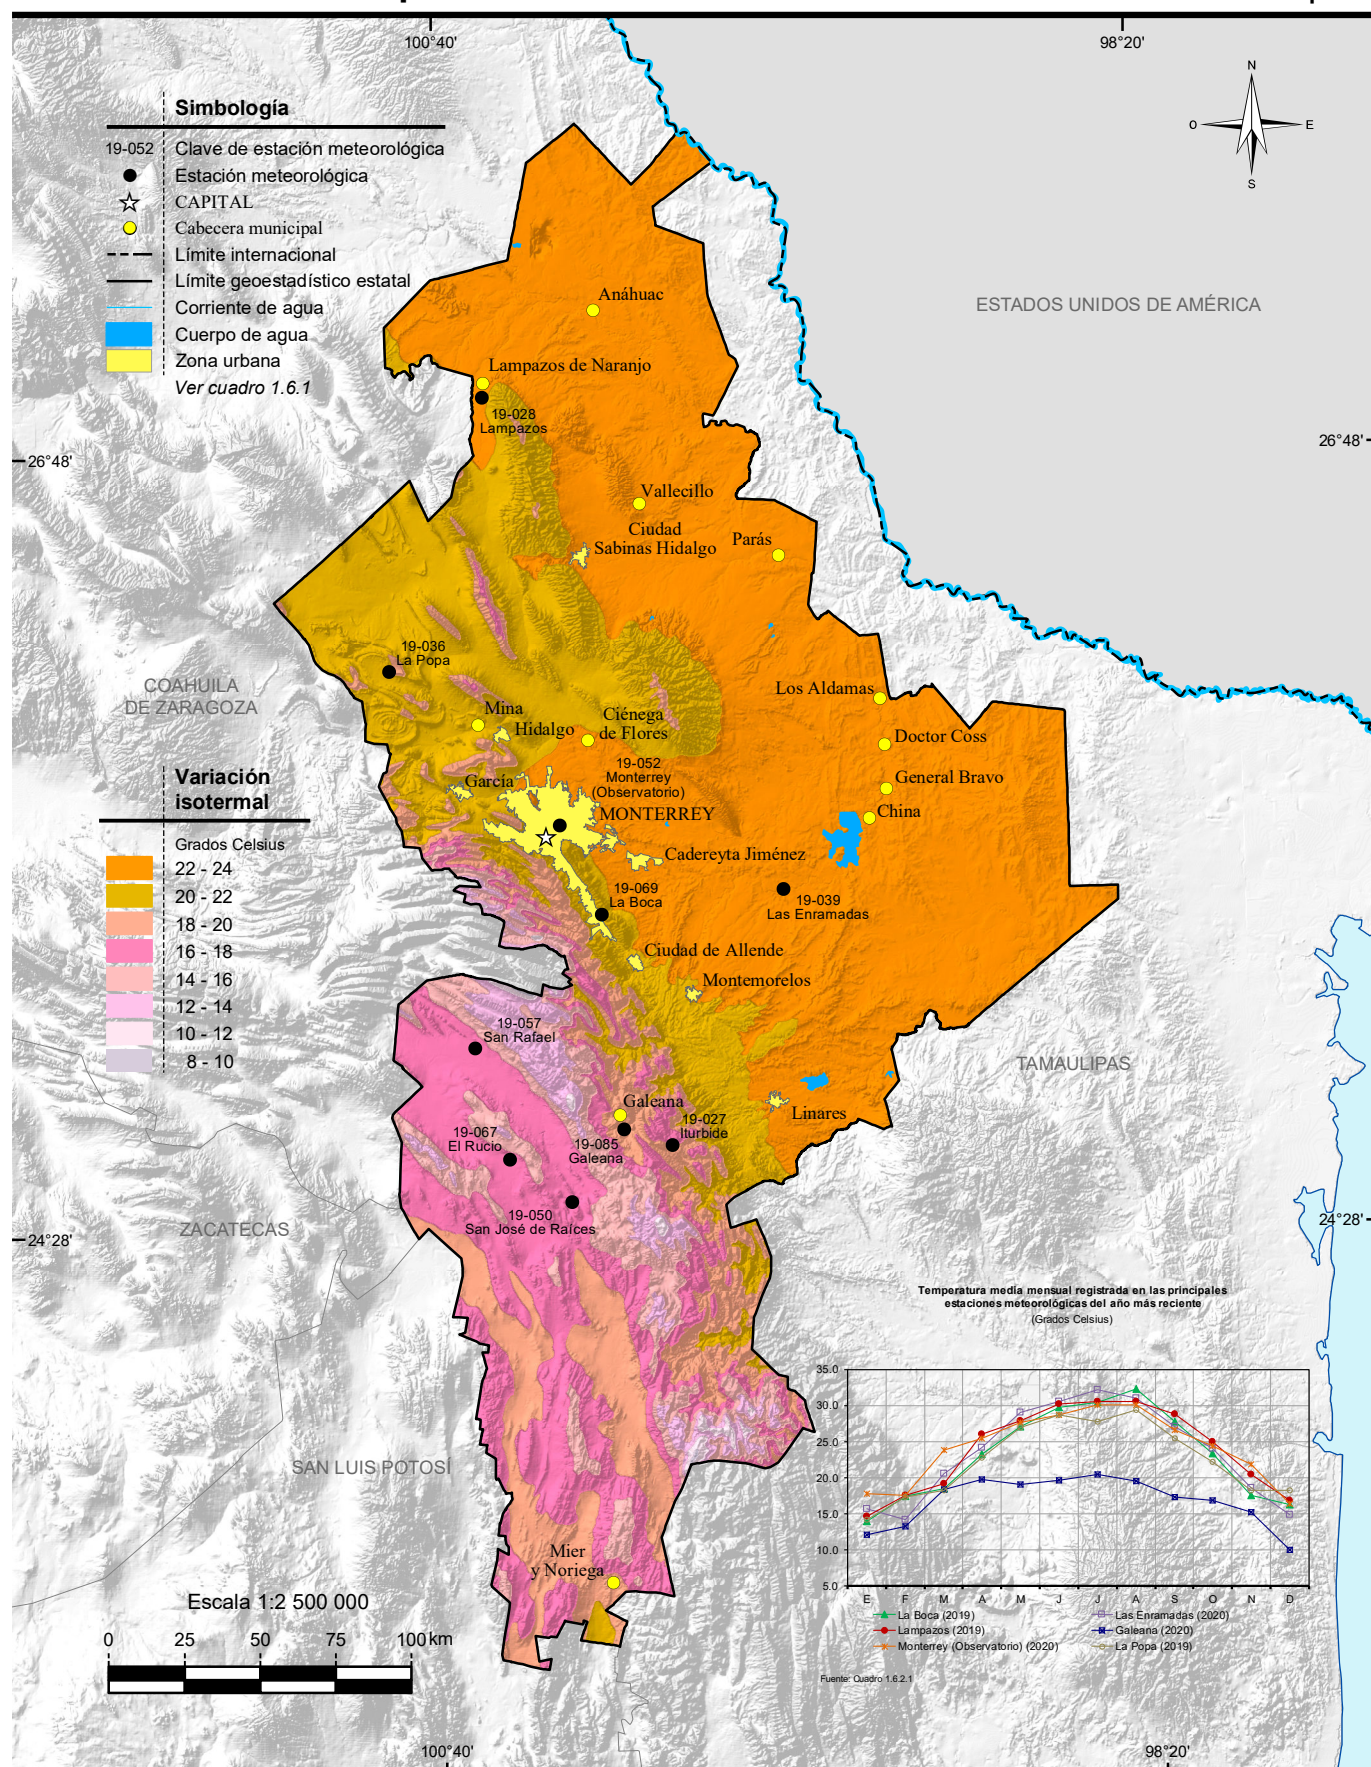 100°40'
98°20'
N
O
E
S
Simbología
19-052 Clave de estación meteorológica
Estación meteorológica
CAPITAL
Cabecera municipal
Límite internacional
Límite geoestadístico estatal
Corriente de agua
Cuerpo de agua
Zona urbana
Ver cuadro 1.6.1
ESTADOS UNIDOS DE AMÉRICA
Anáhuac
Lampazos de Naranjo
19-028
Lampazos
26°48'
26°48'
Vallecillo
Ciudad
Sabinas Hidalgo
Parás
19-036
La Popa
COAHUILA
DE ZARAGOZA
Los Aldamas
Mina
Hidalgo
Ciénega
de Flores
Doctor Coss
19-052
Monterrey
(Observatorio)
García
General Bravo
MONTERREY
China
Cadereyta Jiménez
19-069
La Boca
19-039
Las Enramadas
Variación
isotermal
Grados Celsius
22 - 24
20 - 22
18 - 20
16 - 18
14 - 16
12 - 14
10 - 12
8 - 10
Ciudad de Allende
Montemorelos
19-057
San Rafael
TAMAULIPAS
Galeana
Linares
19-027
Iturbide
19-067
El Rucio
19-085
Galeana
19-050
San José de Raíces
ZACATECAS
24°28'
24°28'
SAN LUIS POTOSÍ
Mier
y Noriega
Temperatura media mensual registrada en las principales
estaciones meteorológicas del año más reciente
(Grados Celsius)
35.0
30.0
25.0
20.0
15.0
10.0
5.0
E F M A M J J A S O N D
La Boca (2019)
Las Enramadas (2020)
Lampazos (2019)
Galeana (2020)
Monterrey (Observatorio) (2020)
La Popa (2019)
Fuente: Cuadro 1.6.2.1
Escala 1:2 500 000
0 25 50 75 100 km
100°40'
98°20'